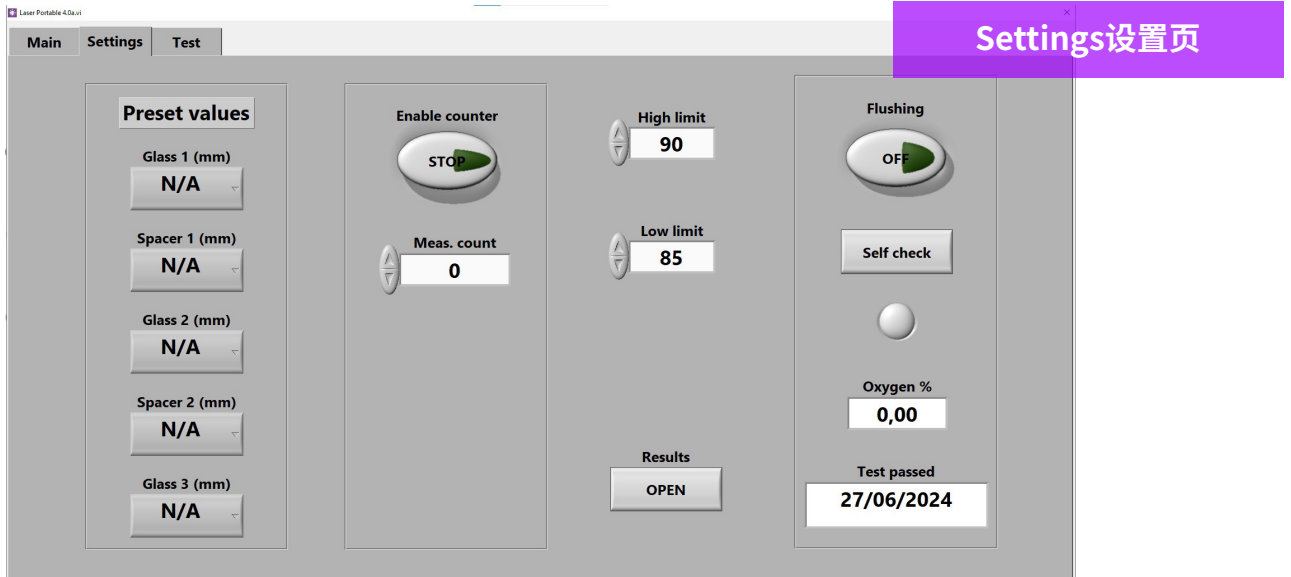 Laser Portable 4.0a.vi
Settings设置页
Main
Settings
Test
Preset values
Glass 1 (mm)
N/A
Spacer 1 (mm)
N/A
Glass 2 (mm)
N/A
Spacer 2 (mm)
N/A
Glass 3 (mm)
N/A
Enable counter
STOP
Meas. count
0
High limit
90
Low limit
85
Results
OPEN
Flushing
OFF
Self check
Oxygen %
0,00
Test passed
27/06/2024